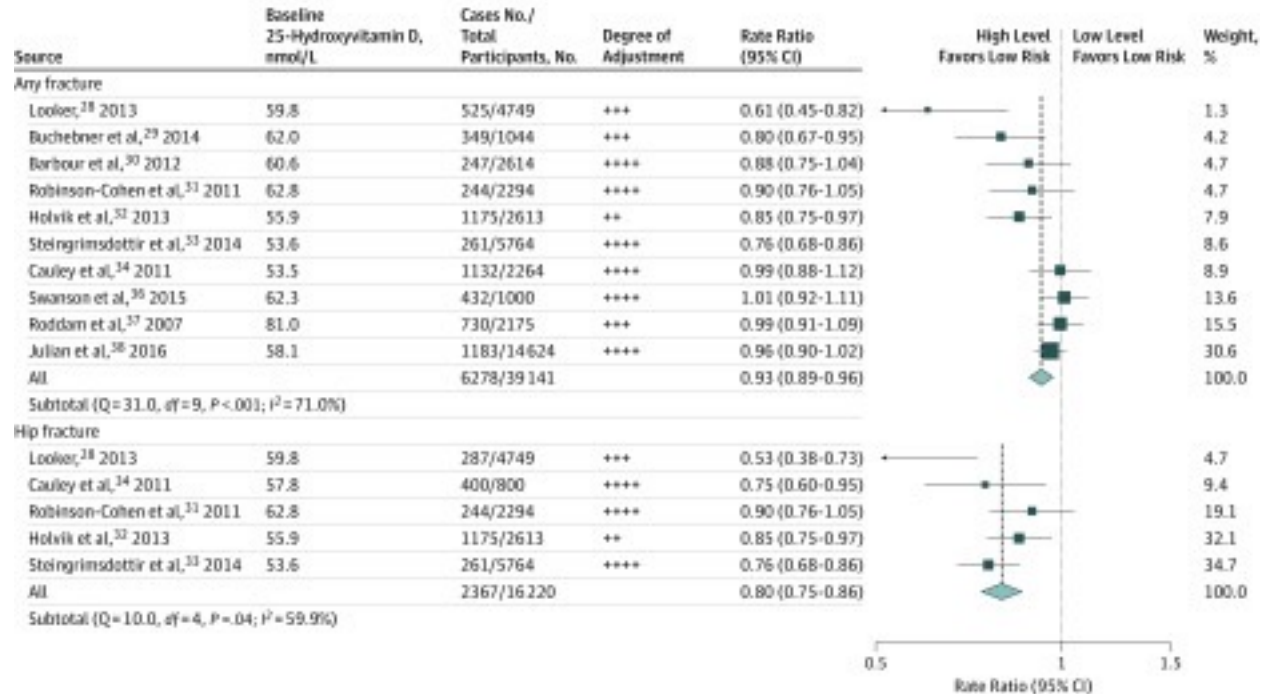 Source Baseline 25-Hydroxyvitamin D, nmol/L Cases No./ Total Participants, No. Degree of Adjustment Rate Ratio (95% CI) High Level Favors Low Risk Low Level Favors Low Risk Weight, %
Any fracture
Looker,28 2013 59.8 525/4749 +++ 0.61 (0.45-0.82) 1.3
Buchebner et al,29 2014 62.0 349/1044 +++ 0.80 (0.67-0.95) 4.2
Barbour et al,30 2012 60.6 247/2614 ++++ 0.88 (0.75-1.04) 4.7
Robinson-Cohen et al,31 2011 62.8 244/2294 ++++ 0.90 (0.76-1.05) 4.7
Holvik et al,32 2013 55.9 1175/2613 ++ 0.85 (0.75-0.97) 7.9
Steingrimsdottir et al,33 2014 53.6 261/5764 ++++ 0.76 (0.68-0.86) 8.6
Cauley et al,34 2011 53.5 1132/2264 ++++ 0.99 (0.88-1.12) 8.9
Swanson et al,36 2015 62.3 432/1000 ++++ 1.01 (0.92-1.11) 13.6
Roddam et al,37 2007 81.0 730/2175 +++ 0.99 (0.91-1.09) 15.5
Julian et al,38 2016 58.1 1183/14 624 ++++ 0.96 (0.90-1.02) 30.6
All 6278/39 141 0.93 (0.89-0.96) 100.0
Subtotal (Q=31.0, df=9, P<.001; I2=71.0%)
Hip fracture
Looker,28 2013 59.8 287/4749 +++ 0.53 (0.38-0.73) 4.7
Cauley et al,34 2011 57.8 400/800 ++++ 0.75 (0.60-0.95) 9.4
Robinson-Cohen et al,31 2011 62.8 244/2294 ++++ 0.90 (0.76-1.05) 19.1
Holvik et al,32 2013 55.9 1175/2613 ++ 0.85 (0.75-0.97) 32.1
Steingrimsdottir et al,33 2014 53.6 261/5764 ++++ 0.76 (0.68-0.86) 34.7
All 2367/16 220 0.80 (0.75-0.86) 100.0
Subtotal (Q=10.0, df=4, P=.04; I2=59.9%)
0.5 1 1.5
Rate Ratio (95% CI)